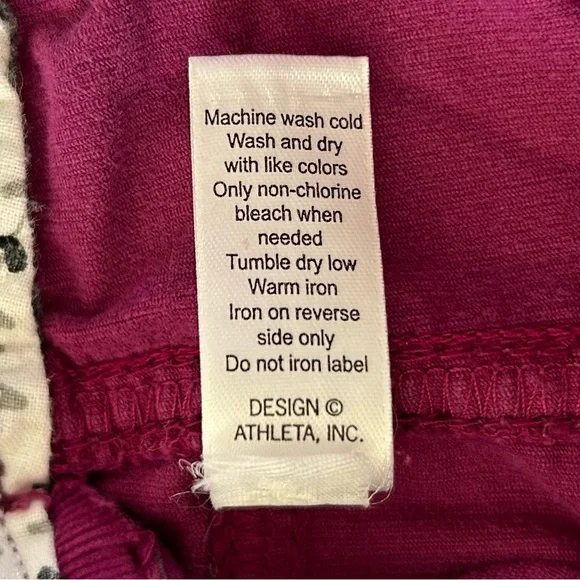 Machine wash cold
Wash and dry
with like colors
Only non-chlorine
bleach when
needed
Tumble dry low
Warm iron
Iron on reverse
side only
Do not iron label
DESIGN ©
ATHLETA, INC.